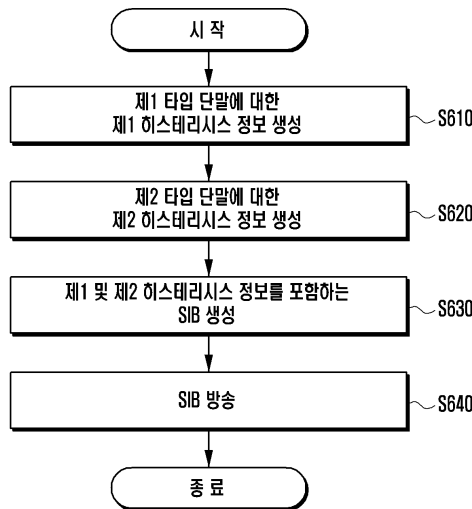 시 작
제1 타입 단말에 대한
제1 히스테리시스 정보 생성
S610
제2 타입 단말에 대한
제2 히스테리시스 정보 생성
S620
제1 및 제2 히스테리시스 정보를 포함하는
SIB 생성
S630
SIB 방송
S640
종 료